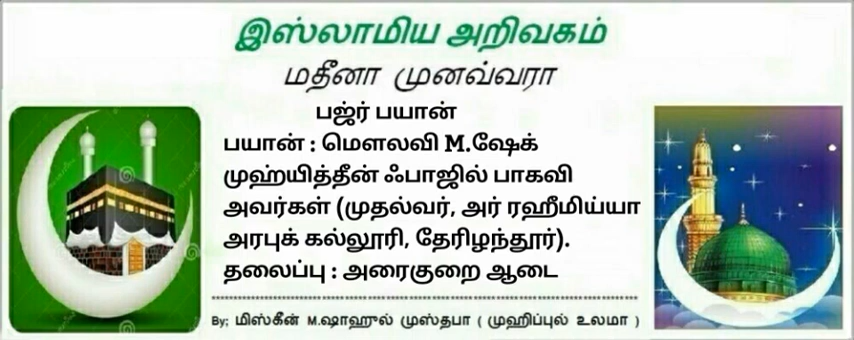 இஸ்லாமிய அறிவகம்
மதீனா முனவ்வரா
பஜ்ர் பயான்
பயான் : மௌலவி M.ஷேக்
முஹ்யித்தீன் ஃபாஜில் பாகவி
அவர்கள் (முதல்வர், அர் ரஹீமிய்யா
அரபுக் கல்லூரி, தேரிழந்தூர்).
தலைப்பு : அரைகுறை ஆடை
By; மிஸ்கீன் M.ஷாஹுல் முஸ்தபா ( முஹிப்புல் உலமா )